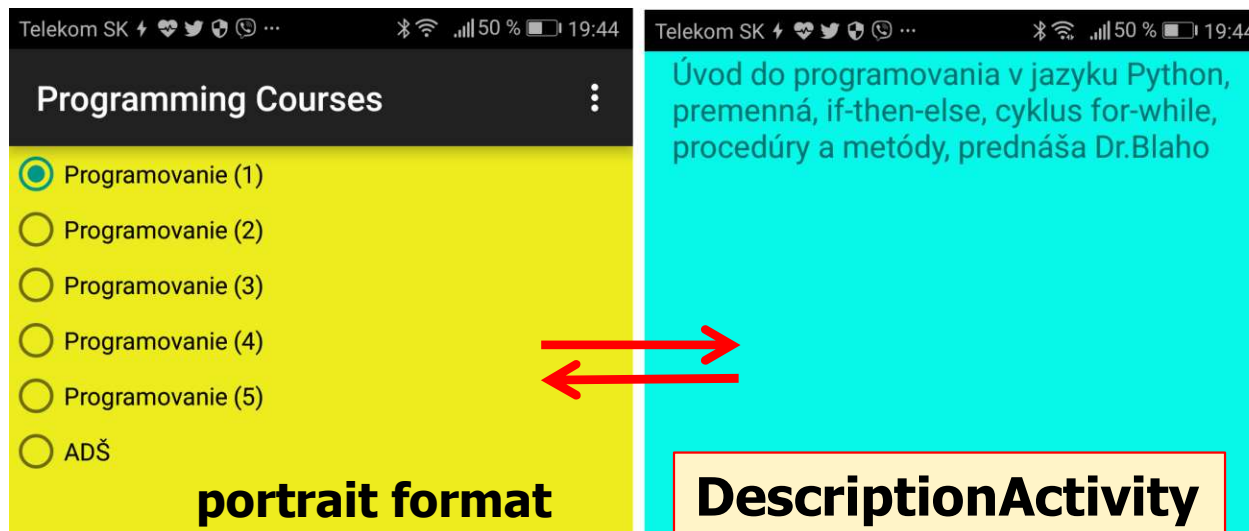 Telekom SK ... 50 % 19:44
Programming Courses
Programovanie (1)
Programovanie (2)
Programovanie (3)
Programovanie (4)
Programovanie (5)
ADŠ
portrait format
Telekom SK ... 50 % 19:44
Úvod do programovania v jazyku Python,
premenná, if-then-else, cyklus for-while,
procedúry a metódy, prednáša Dr.Blaho
DescriptionActivity